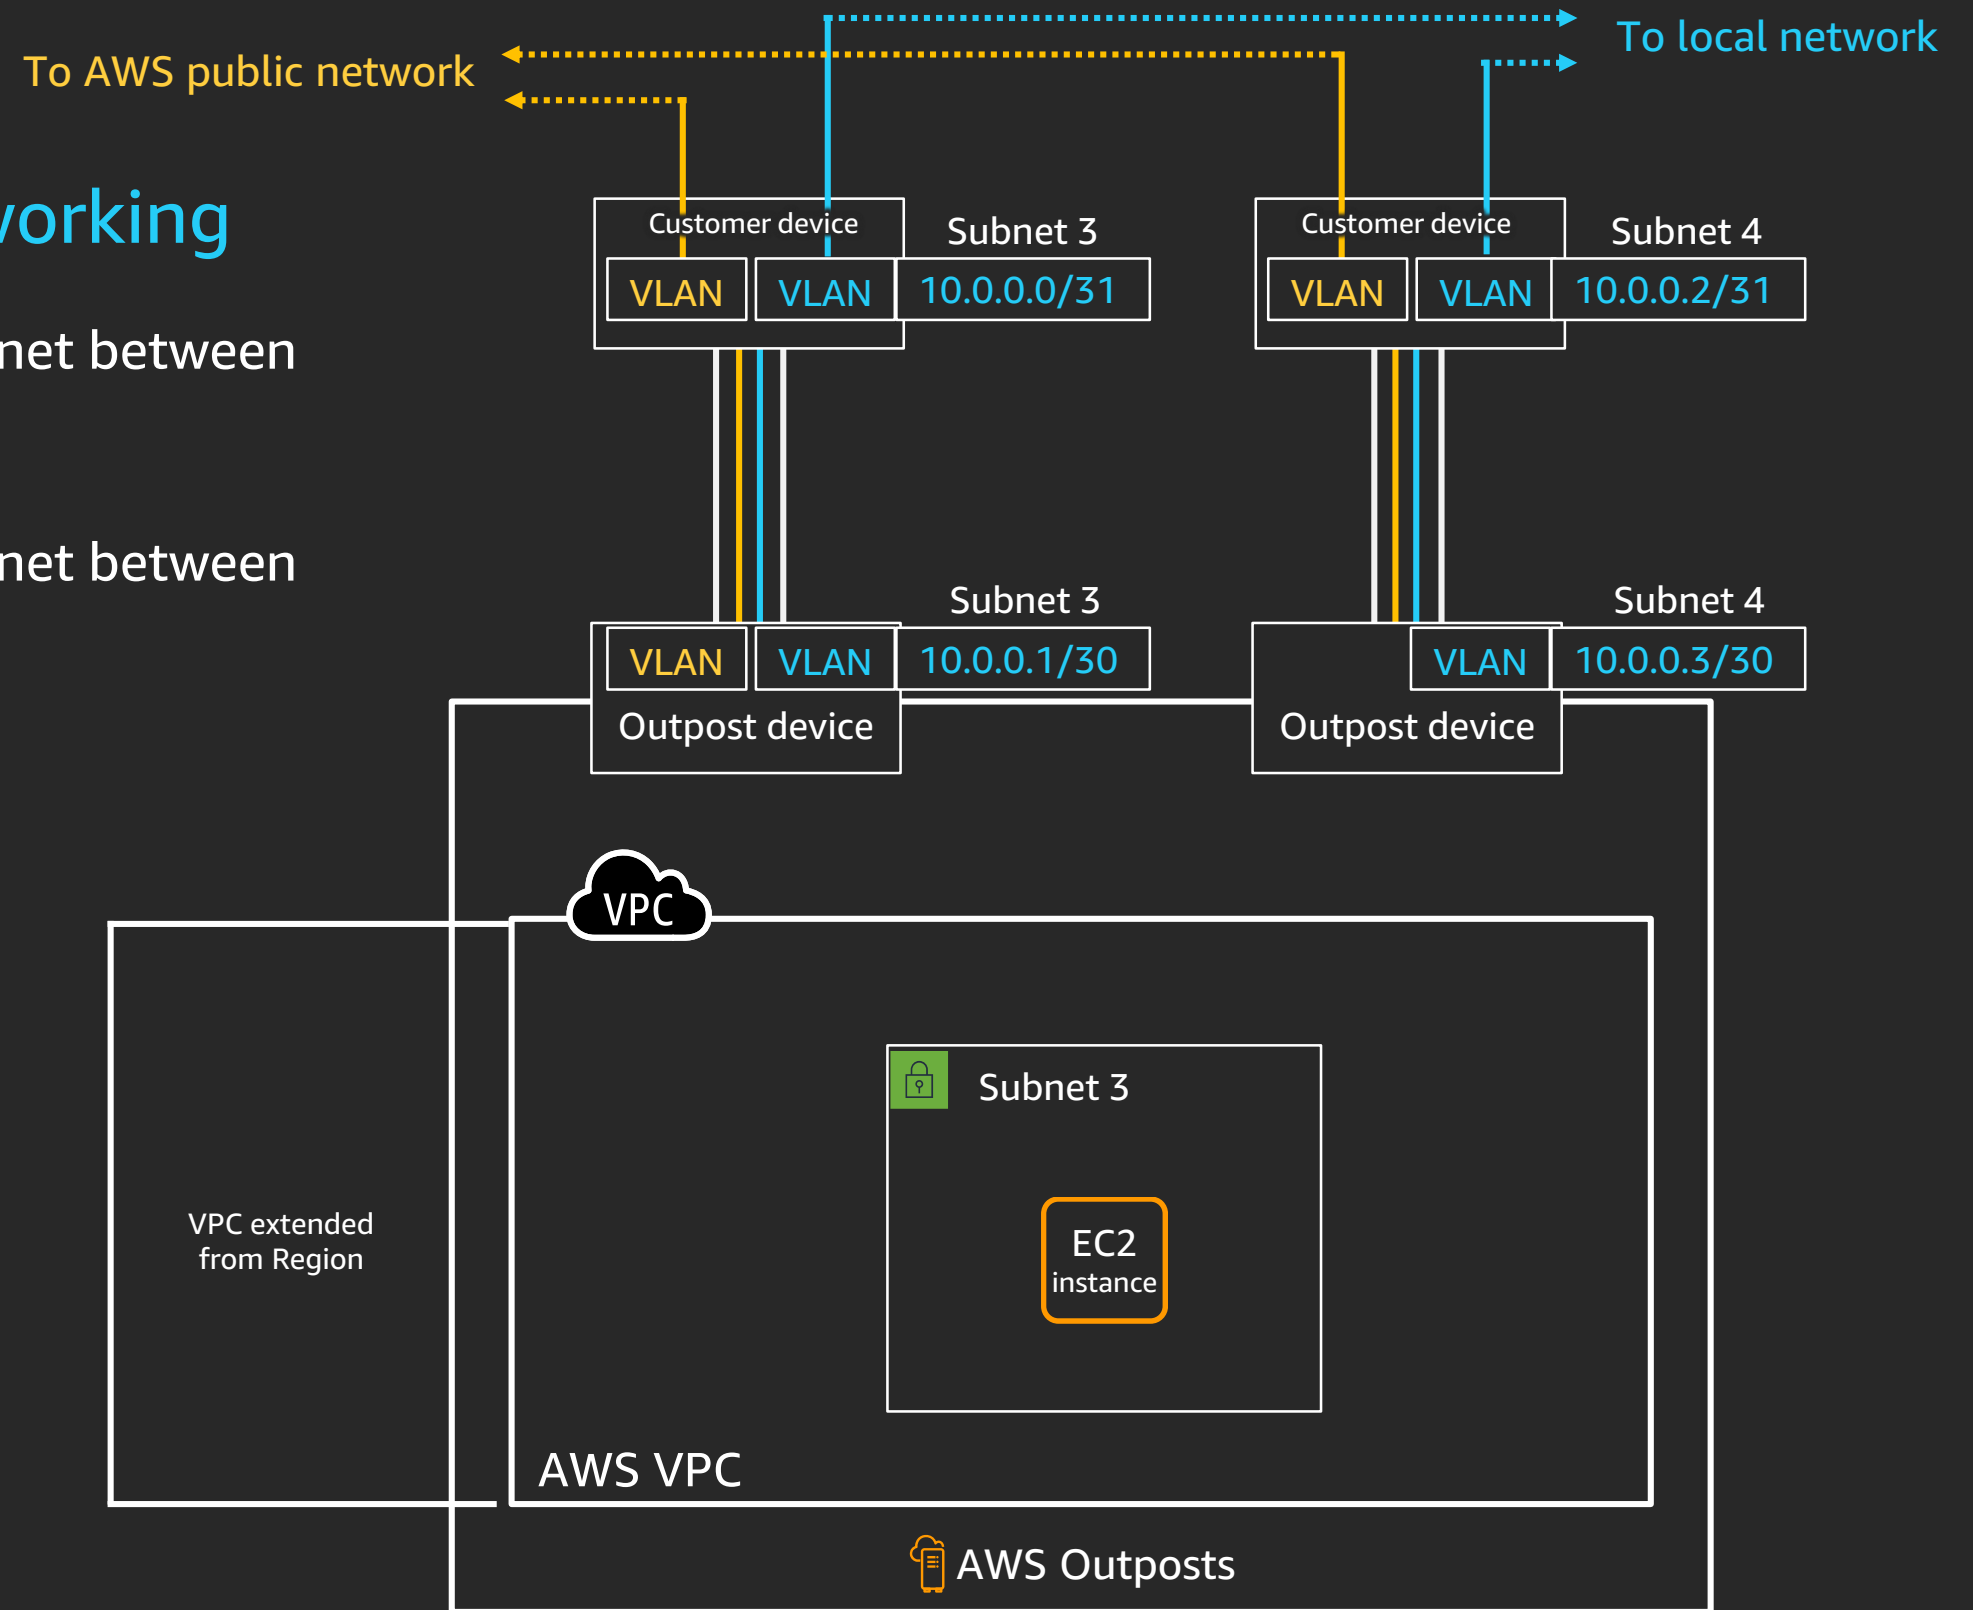 To local network
To AWS public network
working
net between
net between
Customer device
Subnet 3
VLAN
VLAN
10.0.0.0/31
Customer device
Subnet 4
VLAN
VLAN
10.0.0.2/31
Subnet 3
VLAN
VLAN
10.0.0.1/30
Outpost device
Subnet 4
VLAN
10.0.0.3/30
Outpost device
VPC
Subnet 3
EC2
instance
VPC extended
from Region
AWS VPC
AWS Outposts